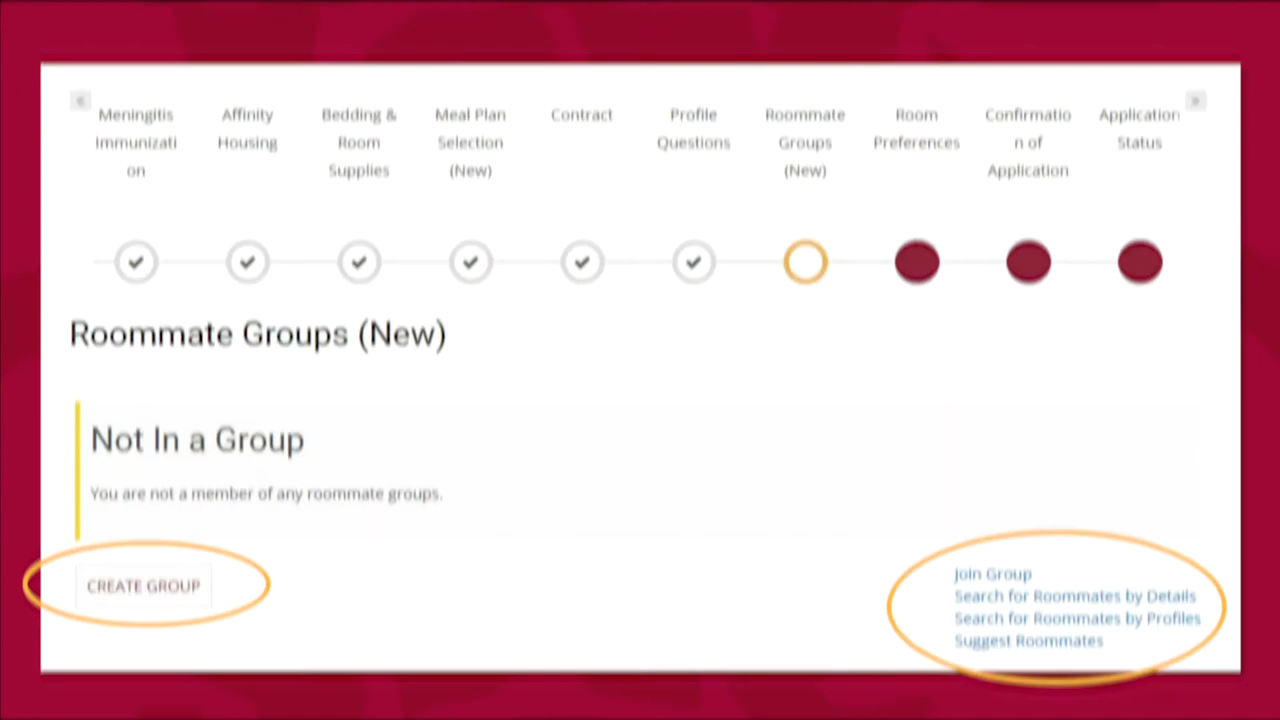 « Meningitis Affinity Bedding & Meal Plan Contract Profile Roommate Room Confirmatio Application »
Immunizati Housing Room Selection Questions Groups Preferences n of Status
on Supplies (New) (New) Application
Roommate Groups (New)
Not In a Group
You are not a member of any roommate groups.
CREATE GROUP
Join Group
Search for Roommates by Details
Search for Roommates by Profiles
Suggest Roommates